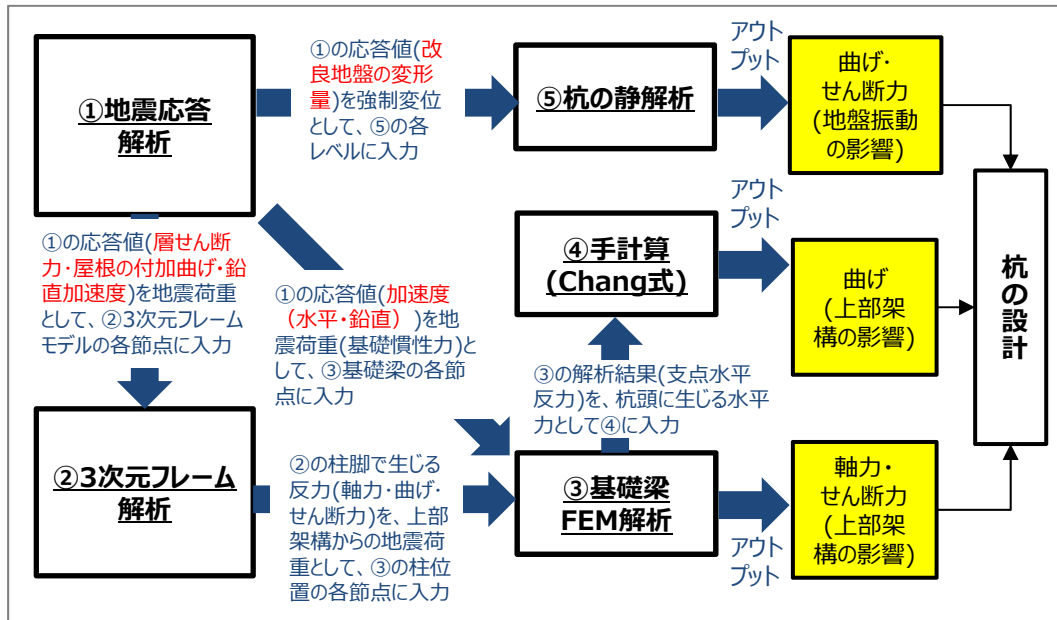 ①地震応答
解析
①の応答値(改
良地盤の変形
量)を強制変位
として、⑤の各
レベルに入力
⑤杭の静解析
アウト
プット
曲げ・
せん断力
(地盤振動
の影響)
①の応答値(層せん断
力・屋根の付加曲げ・鉛
直加速度)を地震荷重
として、②3次元フレーム
モデルの各節点に入力
①の応答値(加速度
（水平・鉛直）)を地
震荷重(基礎慣性力)と
して、③基礎梁の各節
点に入力
④手計算
(Chang式)
アウト
プット
曲げ
(上部架
構の影響)
杭の設計
③の解析結果(支点水平
反力)を、杭頭に生じる水平
力として④に入力
②3次元フレーム
解析
②の柱脚で生じる
反力(軸力・曲げ・
せん断力)を、上部
架構からの地震荷
重として、③の柱位
置の各節点に入力
③基礎梁
FEM解析
アウト
プット
軸力・
せん断力
(上部架
構の影響)